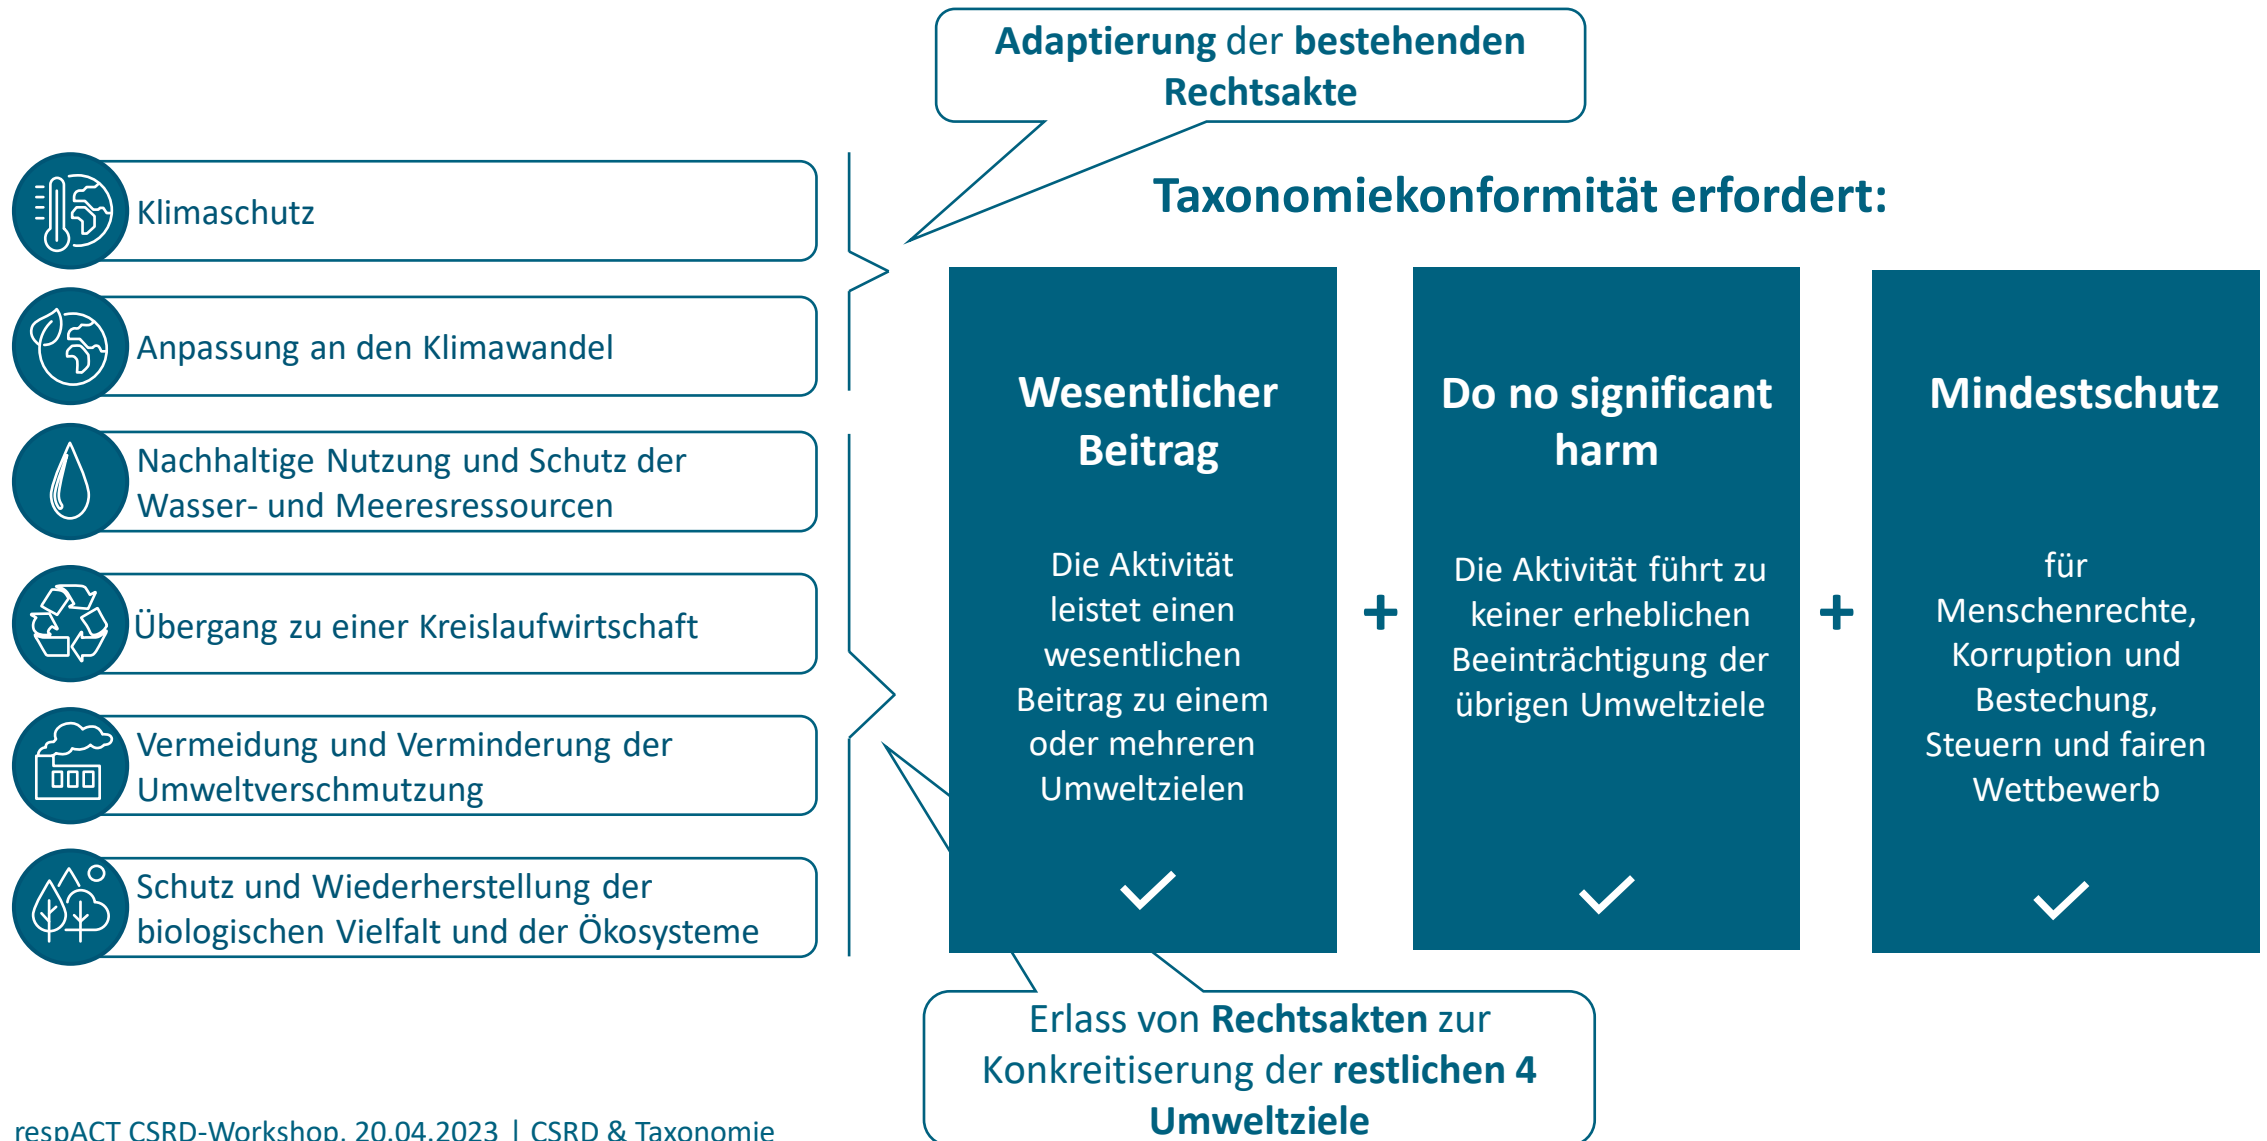 Adaptierung der bestehenden
Rechtsakte
Klimaschutz
Anpassung an den Klimawandel
Nachhaltige Nutzung und Schutz der
Wasser- und Meeresressourcen
Übergang zu einer Kreislaufwirtschaft
Vermeidung und Verminderung der
Umweltverschmutzung
Schutz und Wiederherstellung der
biologischen Vielfalt und der Ökosysteme
Taxonomiekonformität erfordert:
Wesentlicher
Beitrag
Die Aktivität
leistet einen
wesentlichen
Beitrag zu einem
oder mehreren
Umweltzielen
+
Do no significant
harm
Die Aktivität führt zu
keiner erheblichen
Beeinträchtigung der
übrigen Umweltziele
+
Mindestschutz
für
Menschenrechte,
Korruption und
Bestechung,
Steuern und fairen
Wettbewerb
Erlass von Rechtsakten zur
Konkreitiserung der restlichen 4
Umweltziele
respACT CSRD-Workshop, 20.04.2023 | CSRD & Taxonomie